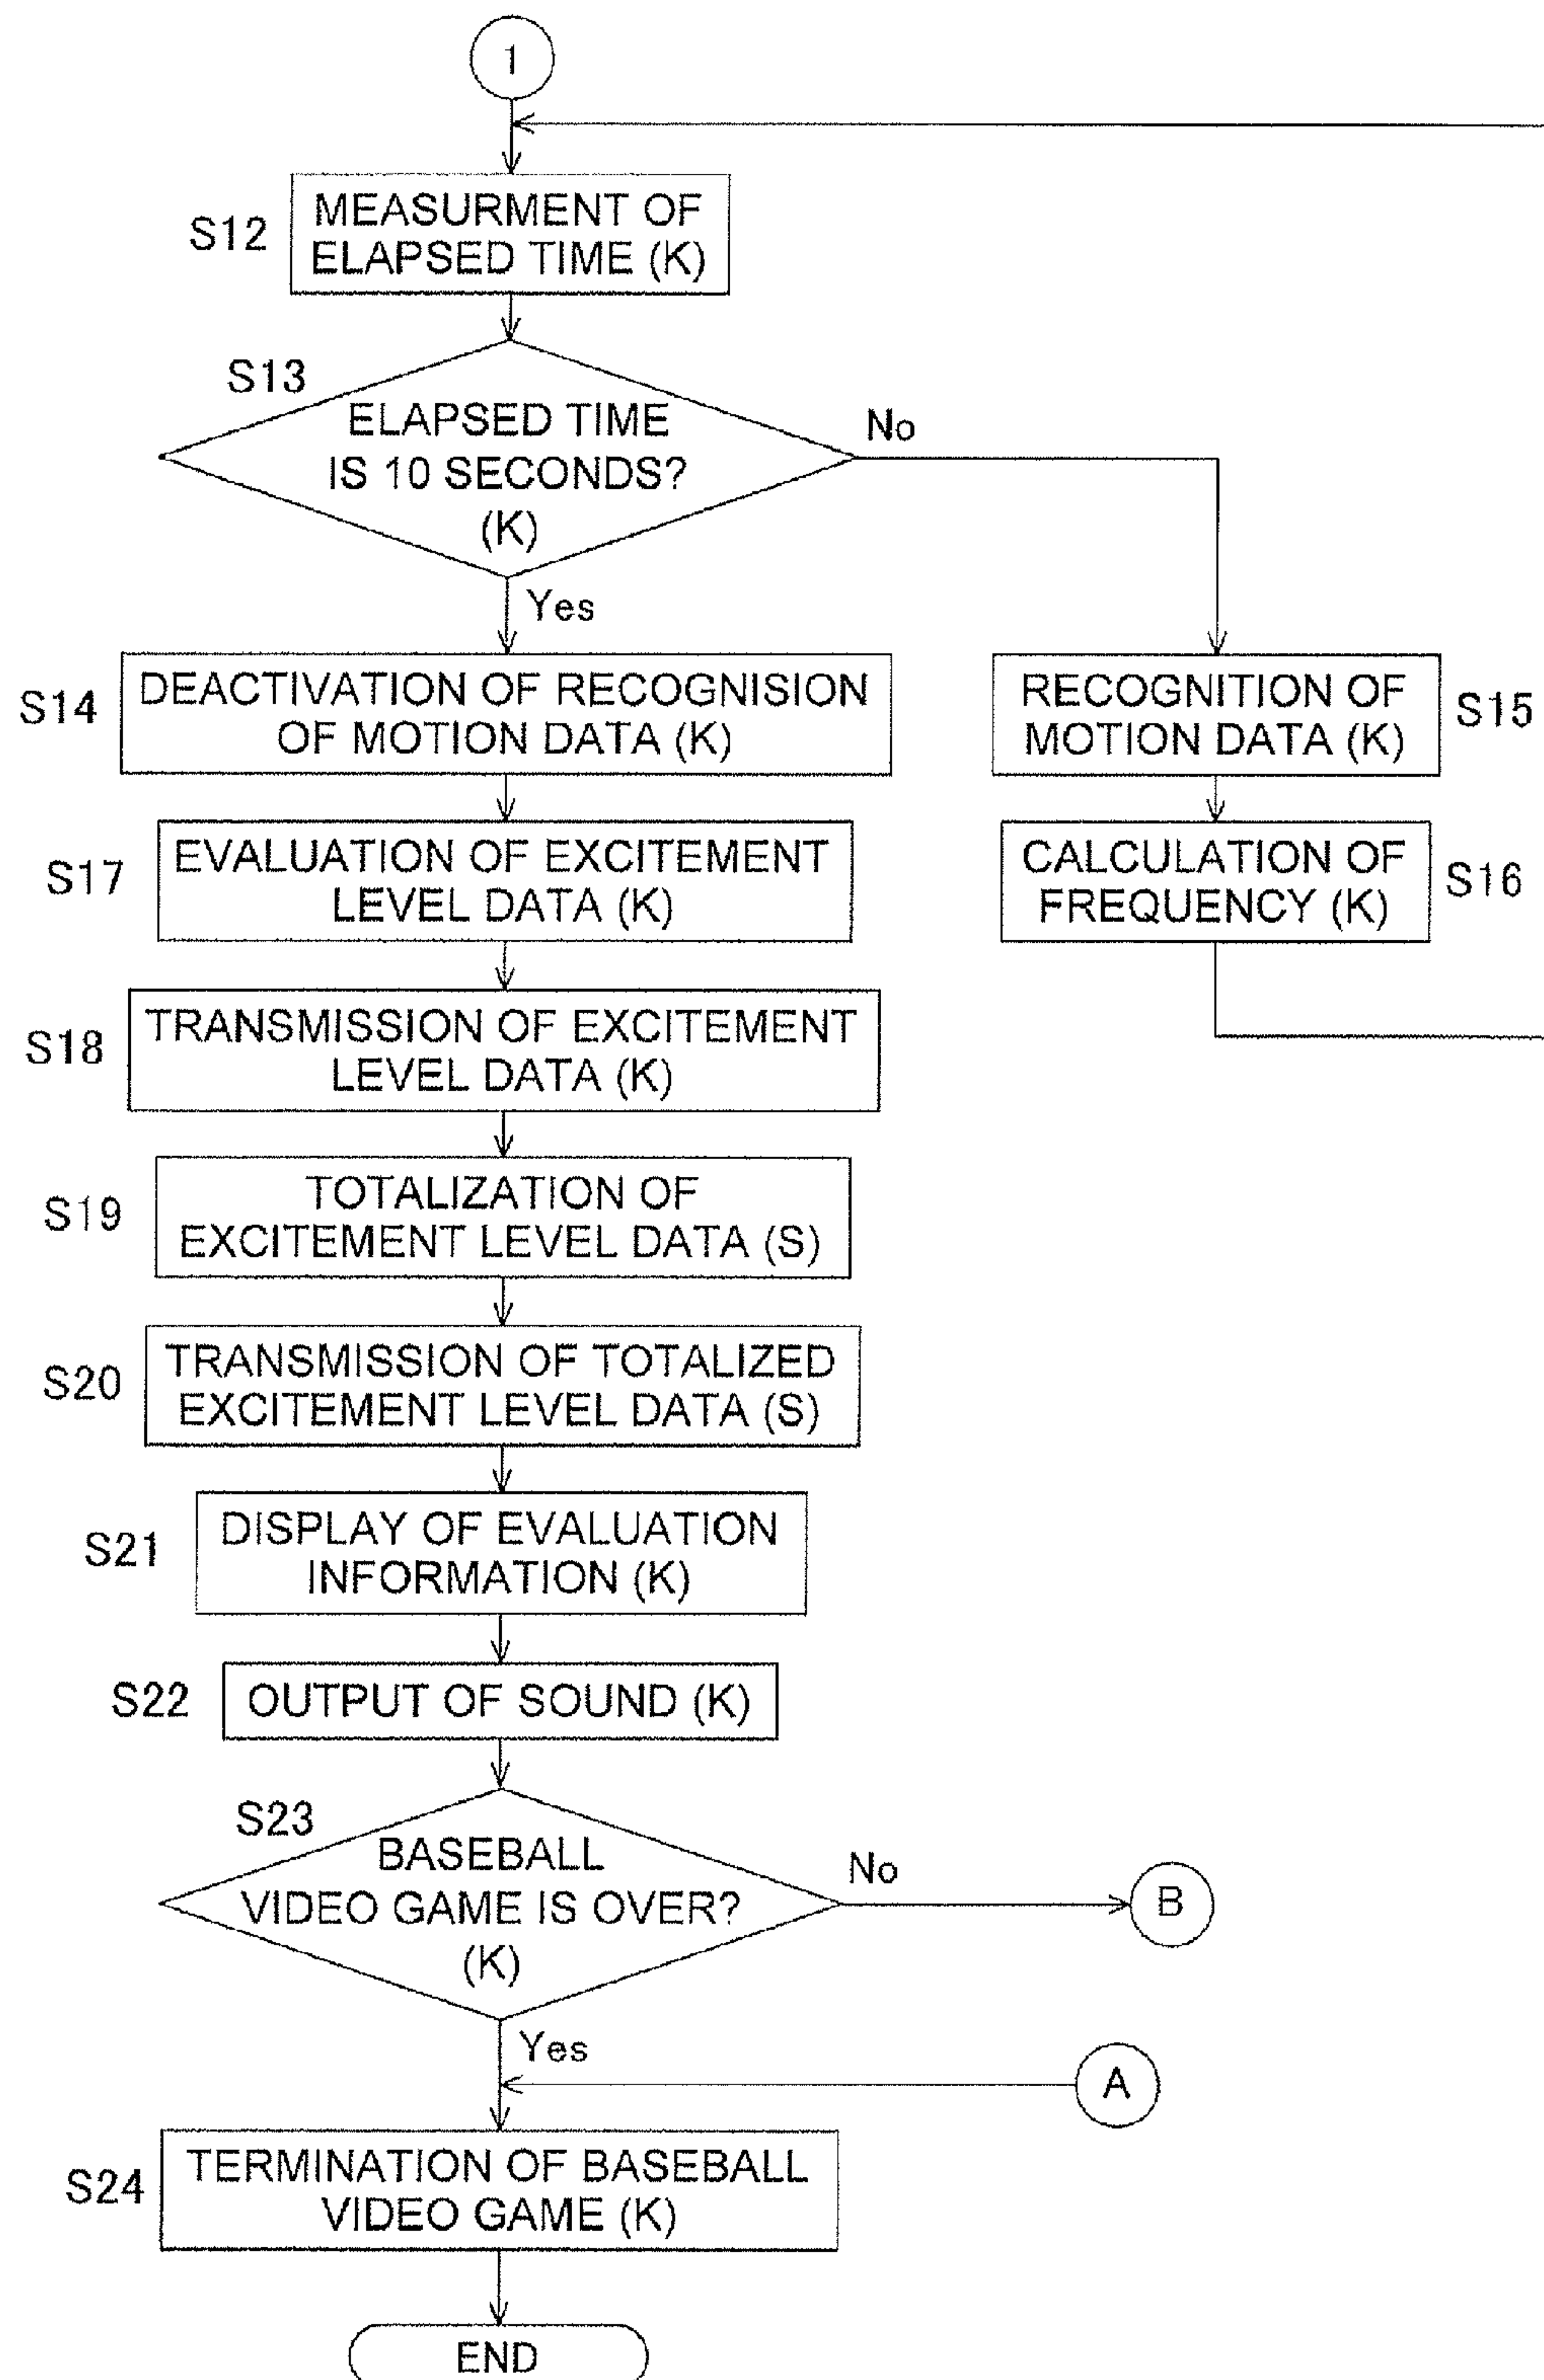 1
S12
MEASURMENT OF
ELAPSED TIME (K)
S13
ELAPSED TIME
IS 10 SECONDS?
(K)
No
Yes
S14
DEACTIVATION OF RECOGNISION
OF MOTION DATA (K)
RECOGNITION OF
MOTION DATA (K)
S15
S17
EVALUATION OF EXCITEMENT
LEVEL DATA (K)
CALCULATION OF
FREQUENCY (K)
S16
S18
TRANSMISSION OF EXCITEMENT
LEVEL DATA (K)
S19
TOTALIZATION OF
EXCITEMENT LEVEL DATA (S)
S20
TRANSMISSION OF TOTALIZED
EXCITEMENT LEVEL DATA (S)
S21
DISPLAY OF EVALUATION
INFORMATION (K)
S22
OUTPUT OF SOUND (K)
S23
BASEBALL
VIDEO GAME IS OVER?
(K)
No
B
Yes
A
S24
TERMINATION OF BASEBALL
VIDEO GAME (K)
END